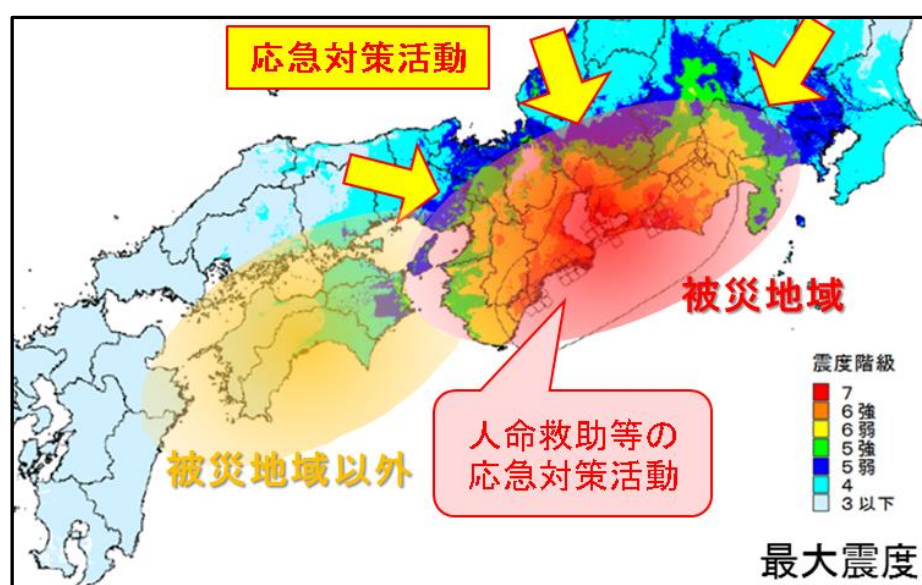 応急対策活動
被災地域
被災地域以外
人命救助等の
応急対策活動
震度階級
7
6強
6弱
5強
5弱
4
3以下
最大震度